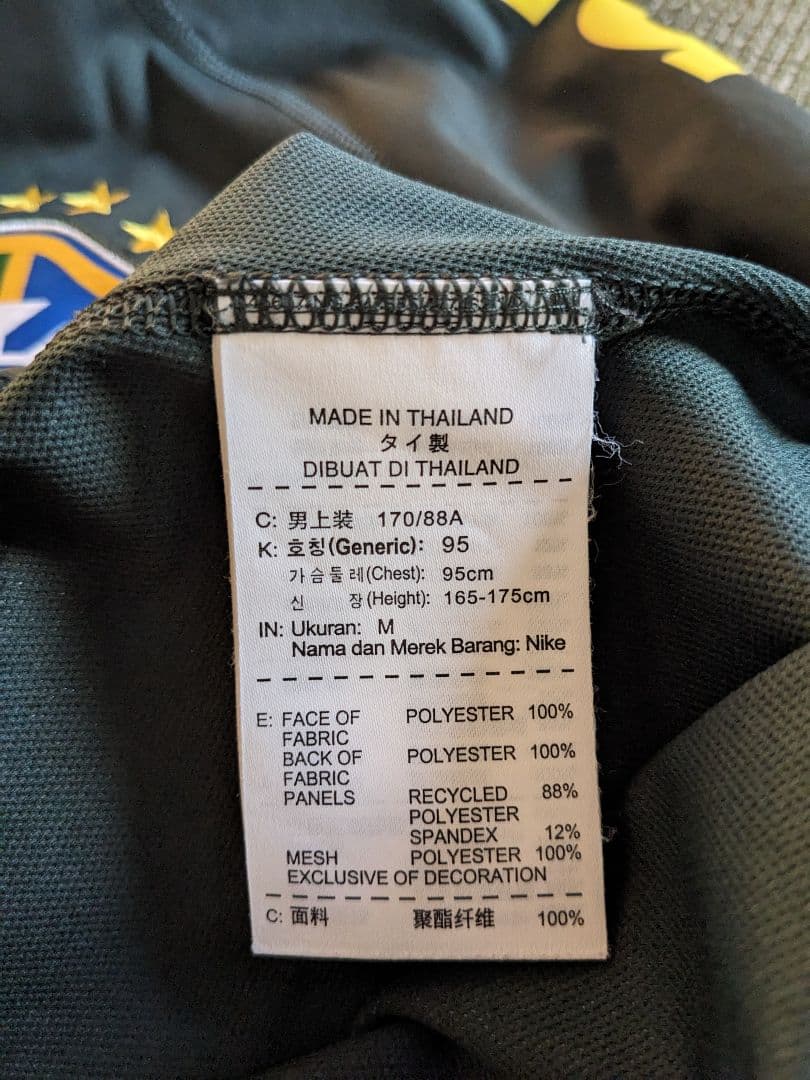 MADE IN THAILAND
タイ製
DIBUAT DI THAILAND
C: 男上装 170/88A
K: 호칭(Generic): 95
가슴둘레(Chest): 95cm
신 장(Height): 165-175cm
IN: Ukuran: M
Nama dan Merek Barang: Nike
E: FACE OF POLYESTER 100%
FABRIC
BACK OF POLYESTER 100%
FABRIC
PANELS RECYCLED 88%
POLYESTER
SPANDEX 12%
MESH POLYESTER 100%
EXCLUSIVE OF DECORATION
C: 面料 聚酯纤维 100%